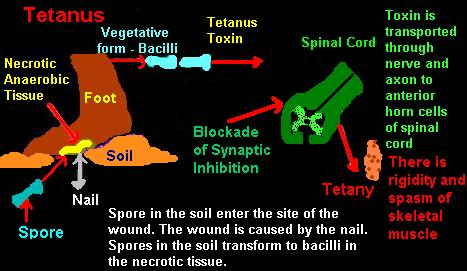 Tetanus
Vegetative
form - Bacilli
Tetanus
Toxin
Spinal Cord
Toxin is
transported
through
nerve and
axon to
anterior
horn cells
of spinal
cord
Necrotic
Anaerobic
Tissue
Foot
Soil
Blockade
of Synaptic
Inhibition
Tetany
There is
rigidity and
spasm of
skeletal
muscle
Nail
Spore
Spore in the soil enter the site of the
wound. The wound is caused by the nail.
Spores in the soil transform to bacilli in
the necrotic tissue.